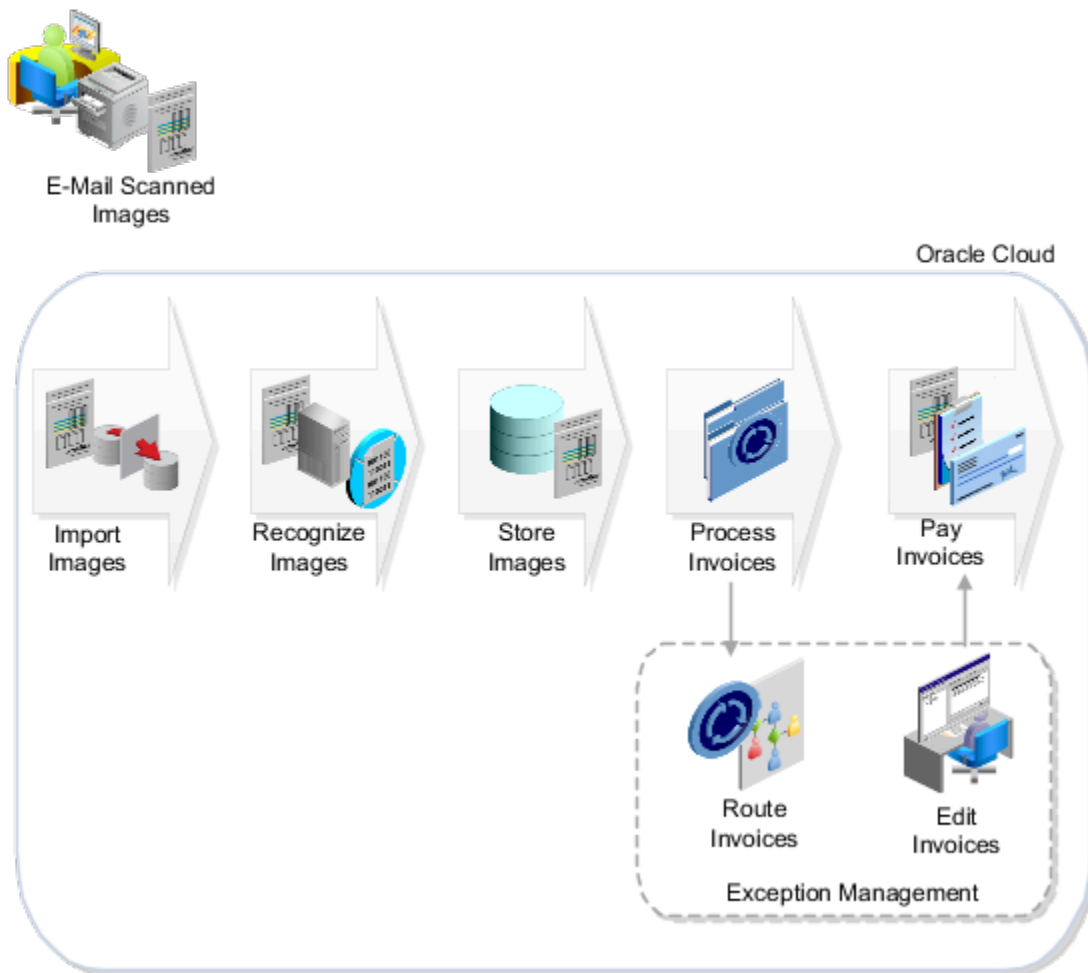 E-Mail Scanned
Images
Oracle Cloud
Import
Images
Recognize
Images
Store
Images
Process
Invoices
Pay
Invoices
Route
Invoices
Edit
Invoices
Exception Management